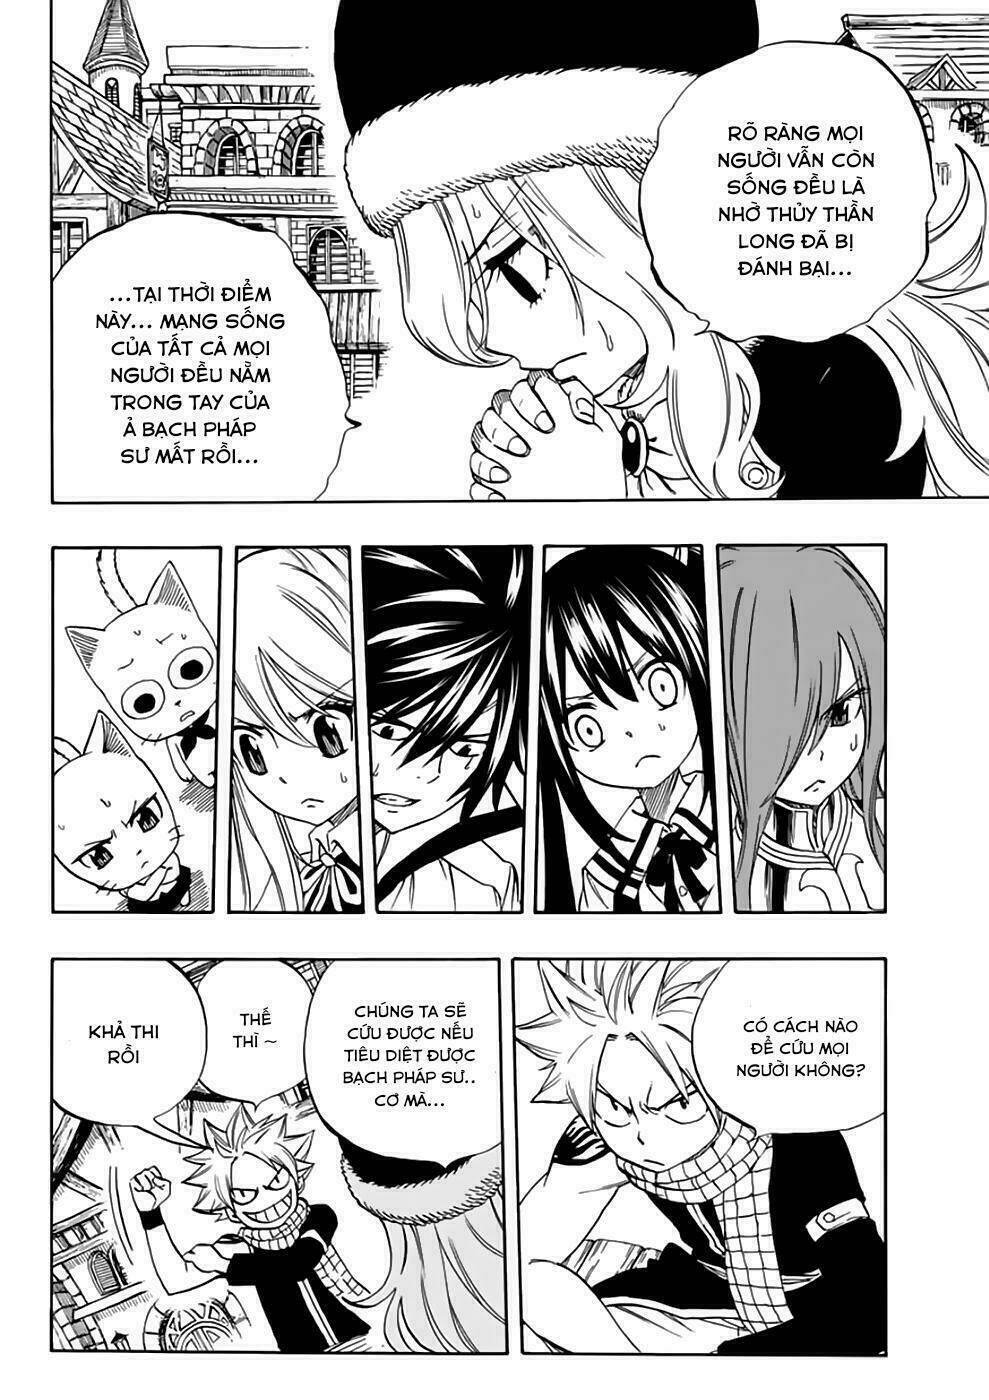 RÕ RÀNG MỌI
NGƯỜI VẪN CÒN
SỐNG ĐỀU LÀ
NHỜ THỦY THẦN
LONG ĐÃ BỊ
ĐÁNH BẠI...
...TẠI THỜI ĐIỂM
NÀY... MẠNG SỐNG
CỦA TẤT CẢ MỌI
NGƯỜI ĐỀU NẰM
TRONG TAY CỦA
Ả BẠCH PHÁP
SƯ MẤT RỒI...
CÓ CÁCH NÀO
ĐỂ CỨU MỌI
NGƯỜI KHÔNG?
CHÚNG TA SẼ
CỨU ĐƯỢC NẾU
TIÊU DIỆT ĐƯỢC
BẠCH PHÁP SƯ..
CƠ MÀ...
THẾ
THÌ ~
KHẢ THI
RỒI